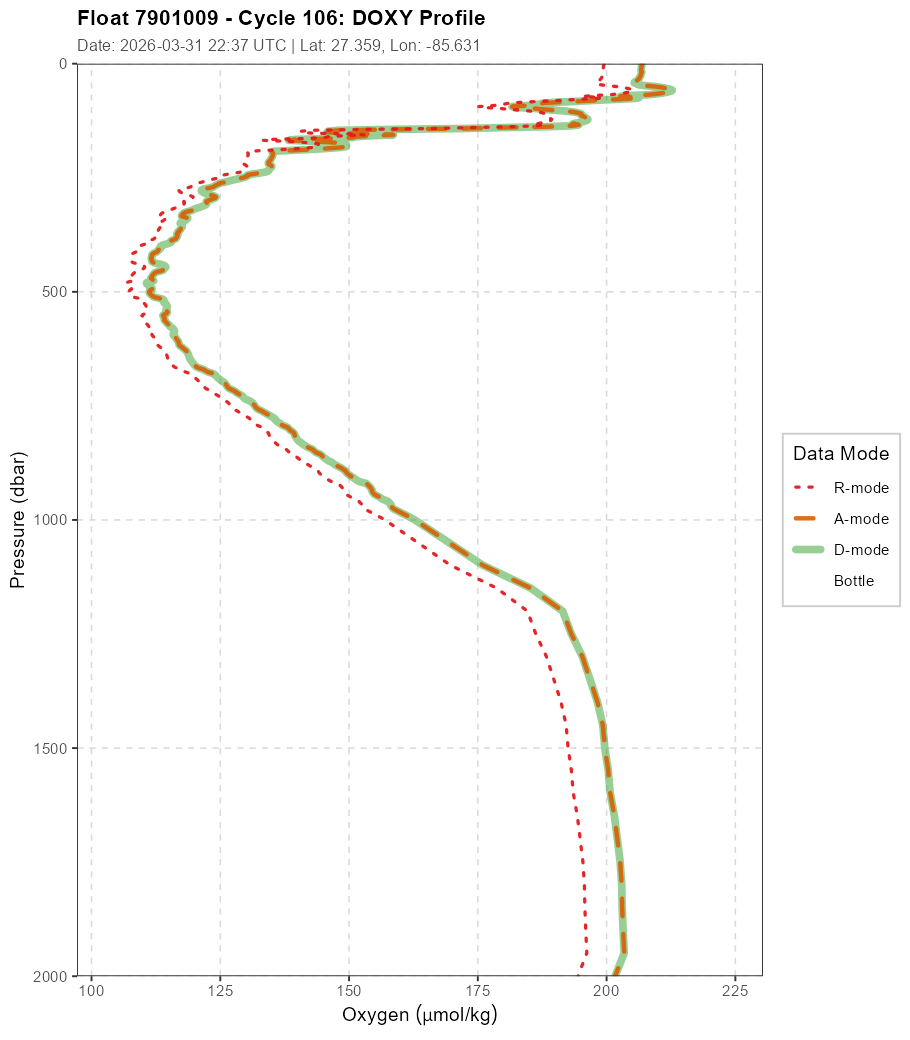 Float 7901009 - Cycle 106: DOXY Profile
Date: 2026-03-31 22:37 UTC | Lat: 27.359, Lon: -85.631
0
500
1000
1500
2000
Pressure (dbar)
100 125 150 175 200 225
Oxygen (μmol/kg)
Data Mode
R-mode
A-mode
D-mode
Bottle